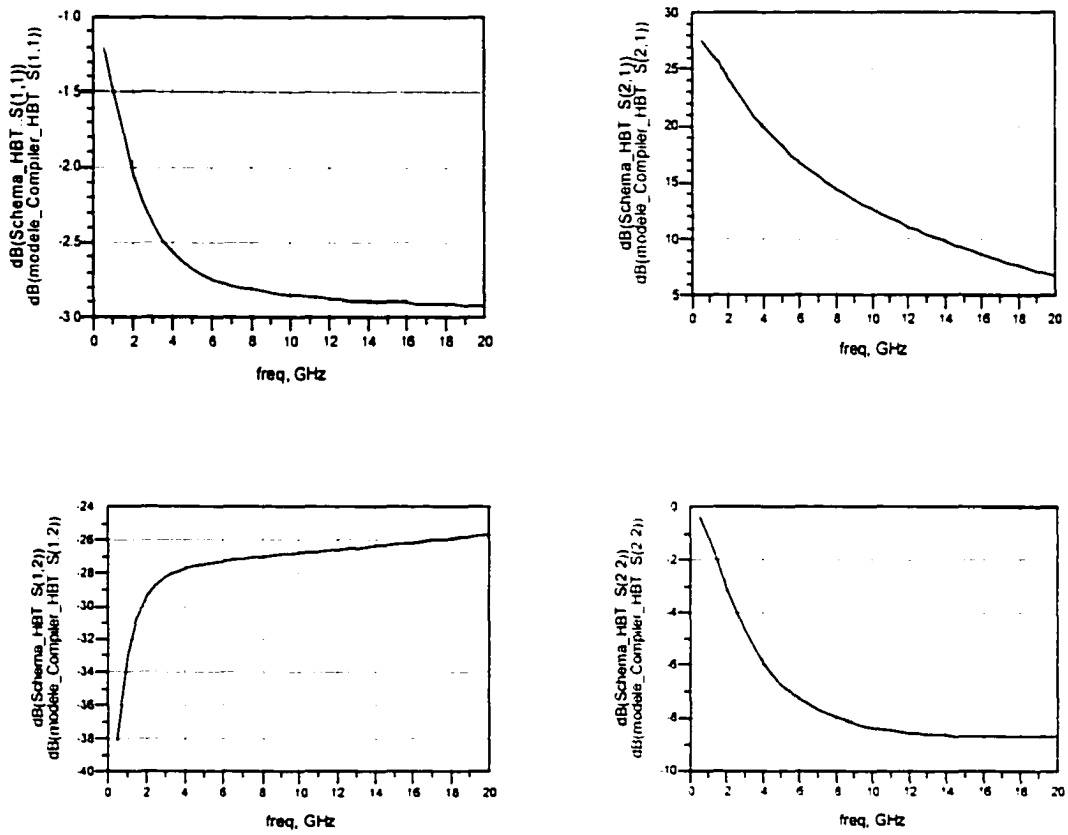 dB(Schema_HBT..S(1,1))
dB(modele_Compiler_HBT S(1,1))
-1.0
-1.5
-2.0
-2.5
-3.0
0 2 4 6 8 10 12 14 16 18 20
freq, GHz
dB(Schema_HBT S(2,1))
dB(modele_Compiler_HBT S(2,1))
30
25
20
15
10
5
0 2 4 6 8 10 12 14 16 18 20
freq, GHz
dB(Schema_HBT S(1,2))
dB(modele_Compiler_HBT S(1,2))
-24
-26
-28
-30
-32
-34
-36
-38
-40
0 2 4 6 8 10 12 14 16 18 20
freq, GHz
dB(Schema_HBT S(2 2))
dB(modele_Compiler_HBT S(2 2))
-0
-2
-4
-6
-8
-10
0 2 4 6 8 10 12 14 16 18 20
freq, GHz